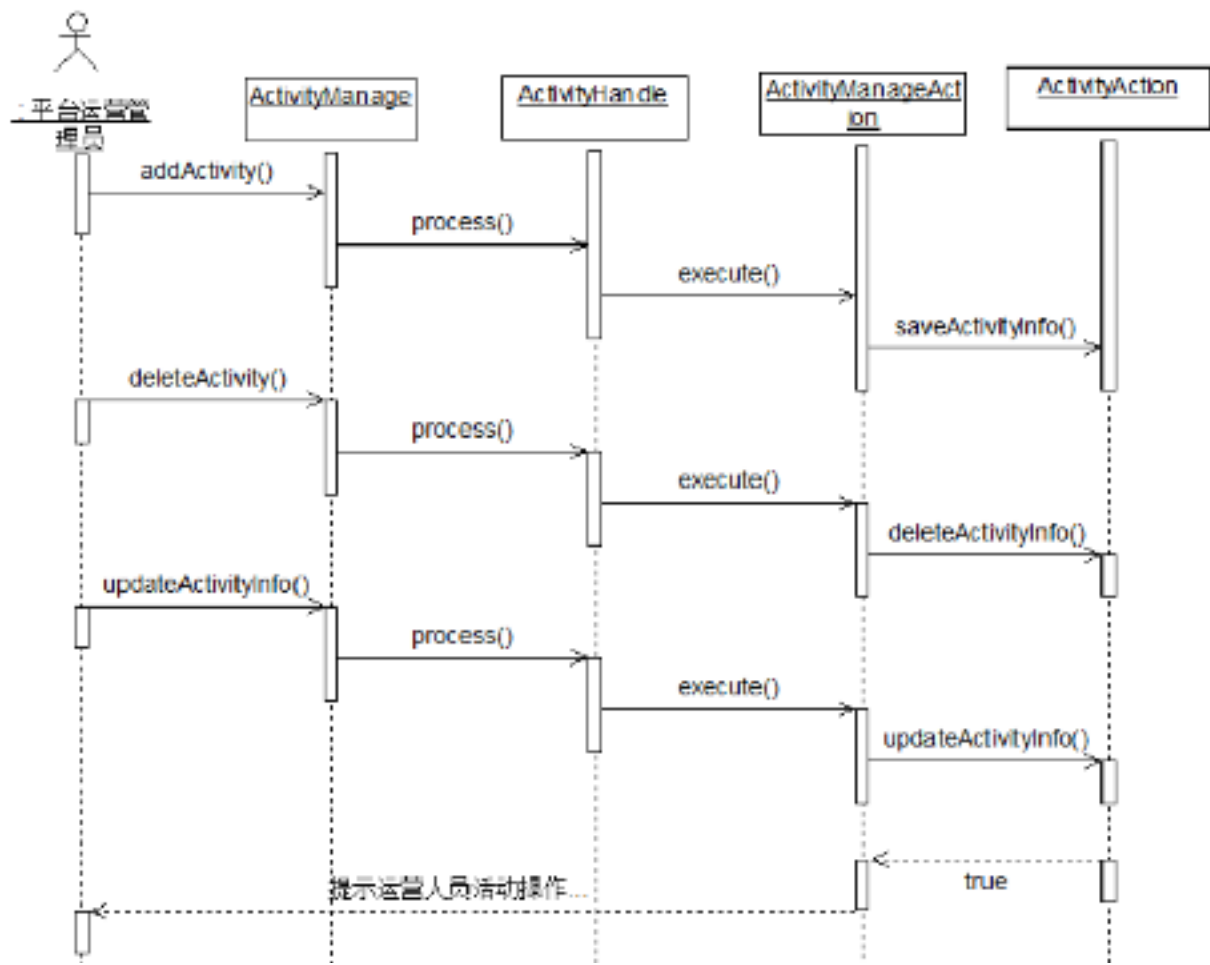 : 平台运营管
理员
ActivityManage
ActivityHandle
ActivityManageAct
ion
ActivityAction
addActivity()
process()
execute()
saveActivityInfo()
deleteActivity()
process()
execute()
deleteActivityInfo()
updateActivityInfo()
process()
execute()
updateActivityInfo()
true
提示运营人员活动操作...